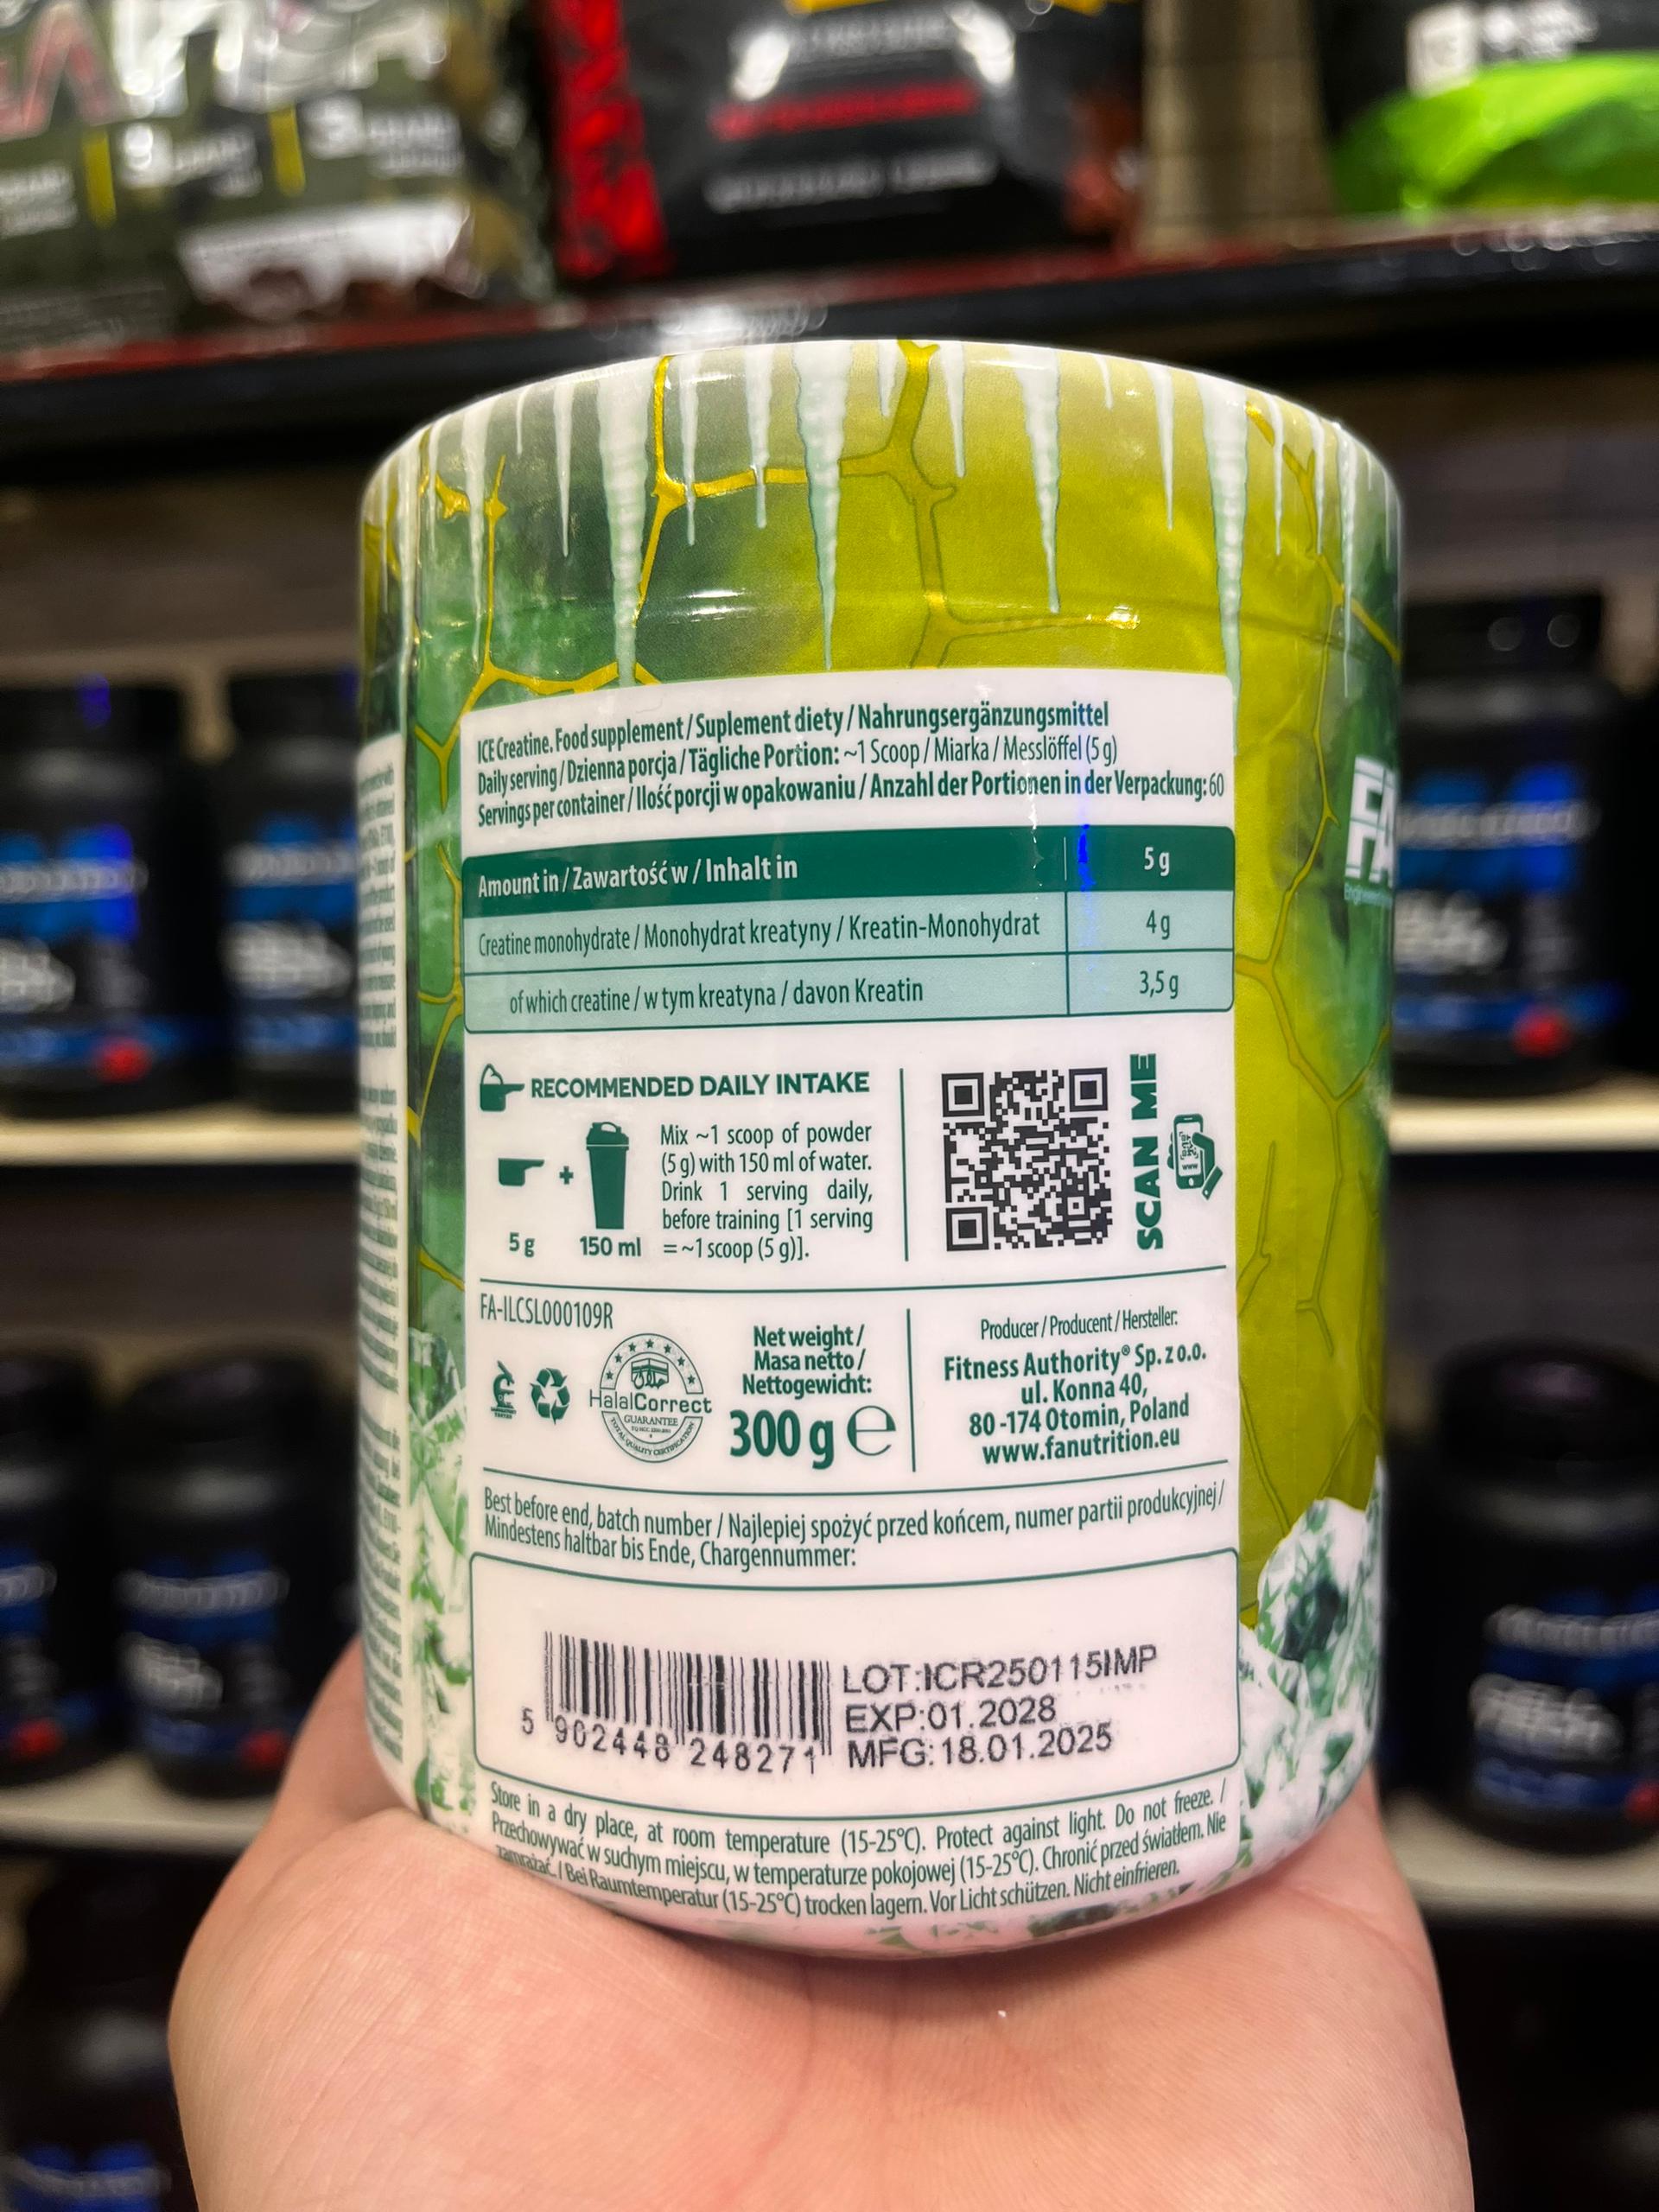 ICE Creatine. Food supplement / Suplement diety / Nahrungsergänzungsmittel
Daily serving / Dzienna porcja / Tägliche Portion: ~1 Scoop / Miarka / Messlöffel (5 g)
Servings per container / Ilość porcji w opakowaniu / Anzahl der Portionen in der Verpackung: 60
Amount in / Zawartość w / Inhalt in 5 g
Creatine monohydrate / Monohydrat kreatyny / Kreatin-Monohydrat 4 g
of which creatine / w tym kreatyna / davon Kreatin 3,5 g
RECOMMENDED DAILY INTAKE
Mix ~1 scoop of powder
(5 g) with 150 ml of water.
Drink 1 serving daily,
before training [1 serving
= ~1 scoop (5 g)].
+
5 g 150 ml
SCAN ME
WWW
FA
FA-ILCSL000109R
HalalCorrect
GUARANTEE
TOTAL QUALITY CERTIFICATION
Net weight /
Masa netto /
Nettogewicht:
300 g ℮
Producer / Producent / Hersteller:
Fitness Authority® Sp. z o.o.
ul. Konna 40,
80-174 Otomin, Poland
www.fanutrition.eu
Best before end, batch number / Najlepiej spożyć przed końcem, numer partii produkcyjnej /
Mindestens haltbar bis Ende, Chargennummer:
5 902448 248271
LOT:ICR250115IMP
EXP:01.2028
MFG:18.01.2025
Store in a dry place, at room temperature (15-25°C). Protect against light. Do not freeze. /
Przechowywać w suchym miejscu, w temperaturze pokojowej (15-25°C). Chronić przed światłem. Nie
zamrażać. / Bei Raumtemperatur (15-25°C) trocken lagern. Vor Licht schützen. Nicht einfrieren.